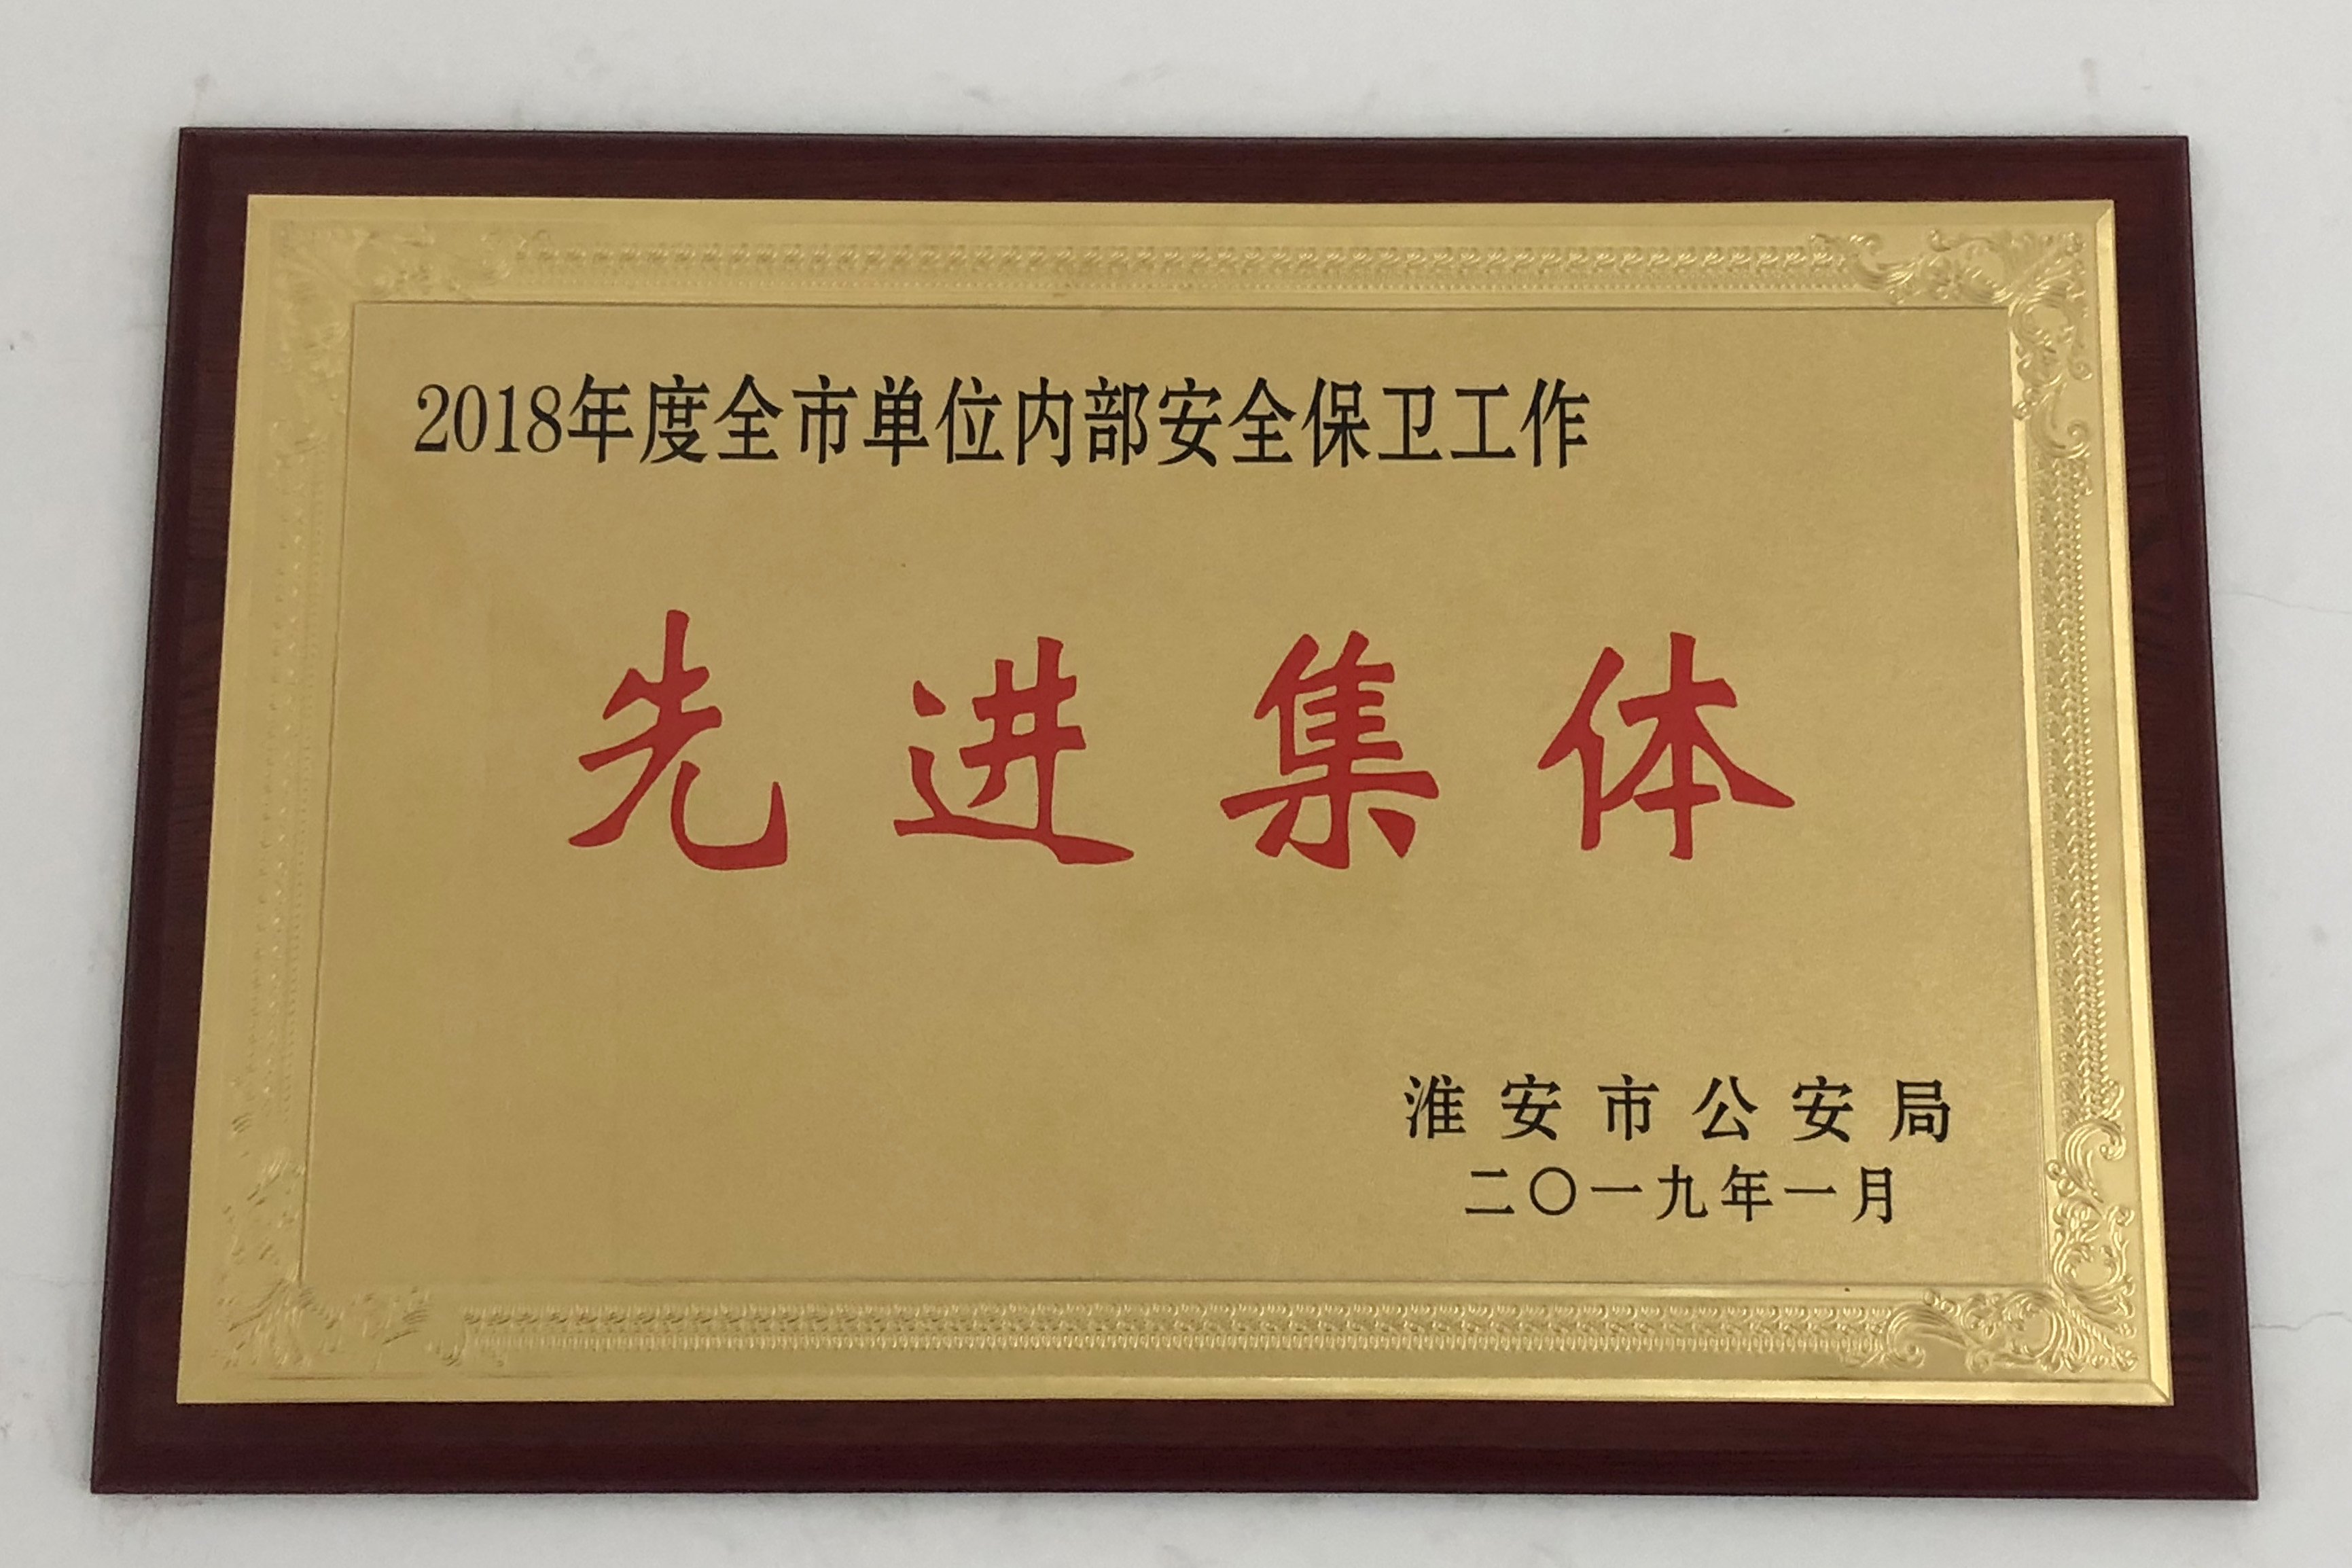 2018年度全市单位内部安全保卫工作
先进集体
淮安市公安局
二〇一九年一月